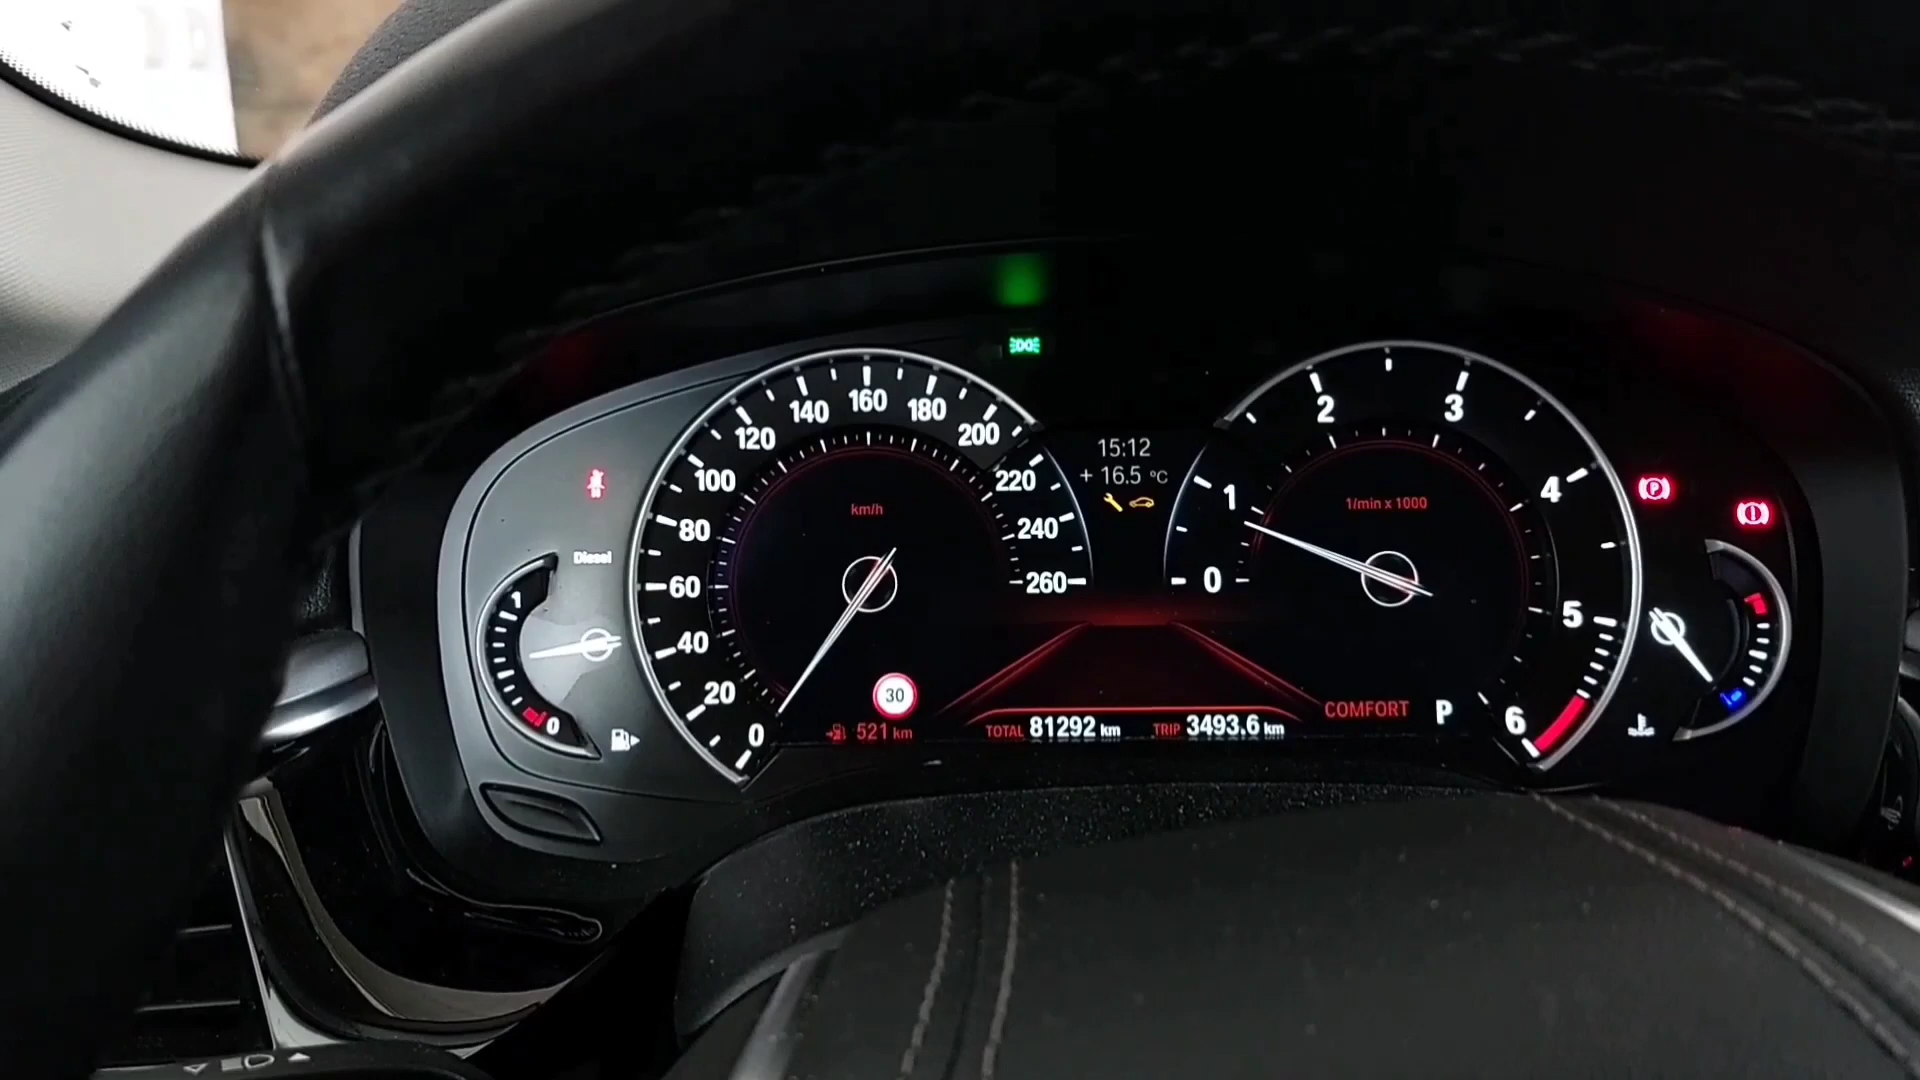 140 160 180
120 200
100 220
80 240
60 260
40
20
0
km/h
Diesel
1
0
30
521 km
15:12
+ 16.5 °C
TOTAL 81292 km TRIP 3493.6 km
2 3
1 4
0 5
6
1/min x 1000
COMFORT P
P